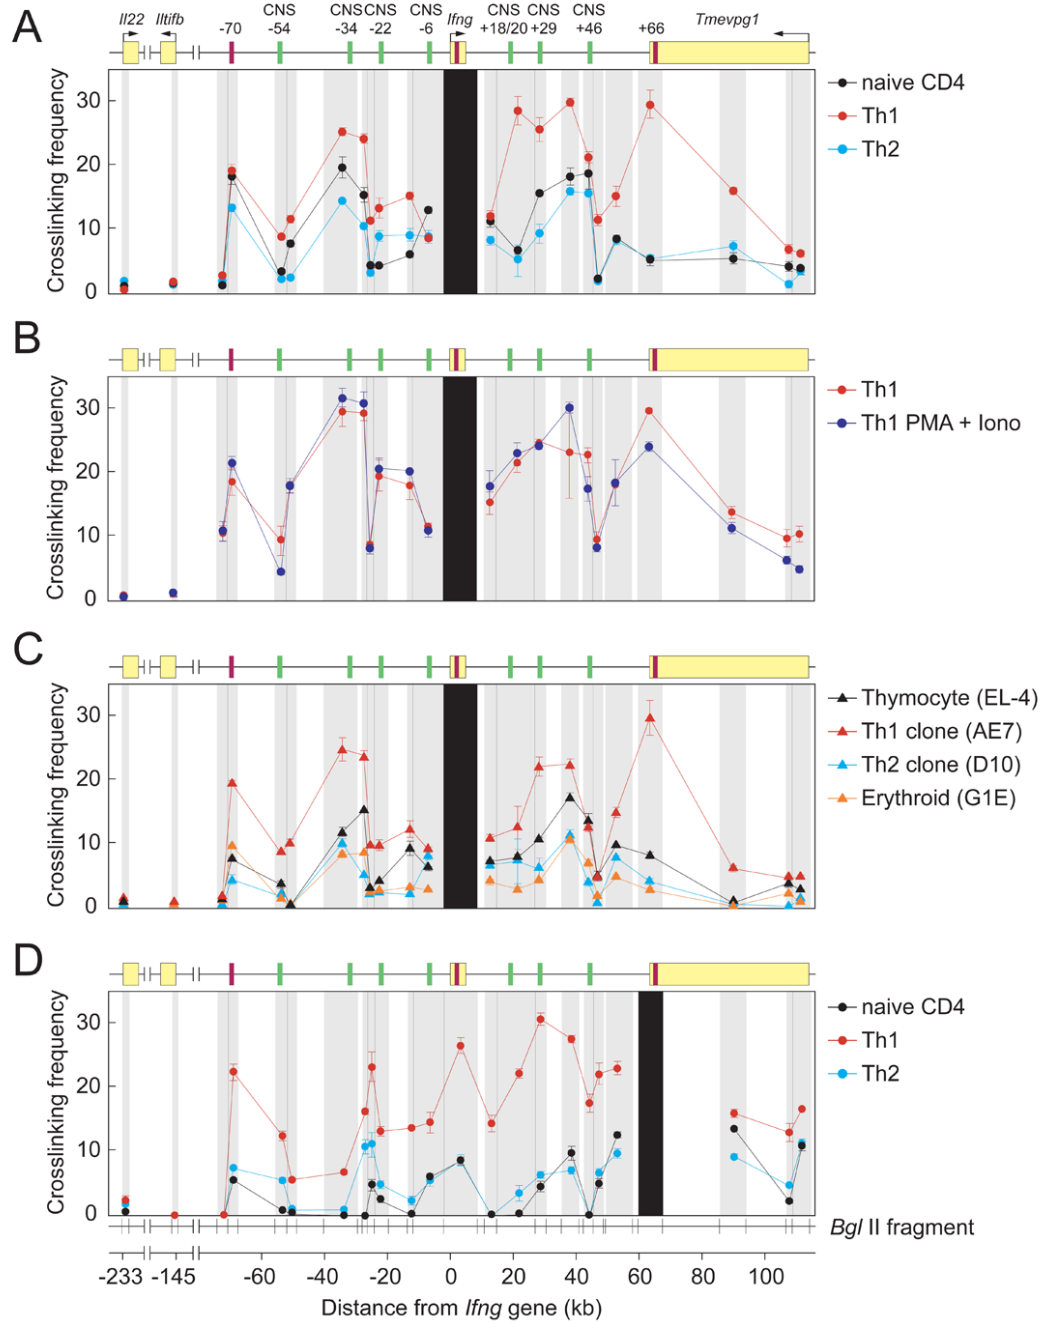 A
CNS CNS CNS CNS CNS CNS CNS
Il22 Iltifb -70 -54 -34 -22 -6 Ifng +18/20 +29 +46 +66 Tmevpg1
Crosslinking frequency
30
20
10
0
naive CD4
Th1
Th2
B
Crosslinking frequency
30
20
10
0
Th1
Th1 PMA + Iono
C
Crosslinking frequency
30
20
10
0
Thymocyte (EL-4)
Th1 clone (AE7)
Th2 clone (D10)
Erythroid (G1E)
D
Crosslinking frequency
30
20
10
0
naive CD4
Th1
Th2
Bgl II fragment
-233 -145 -60 -40 -20 0 20 40 60 80 100
Distance from Ifng gene (kb)